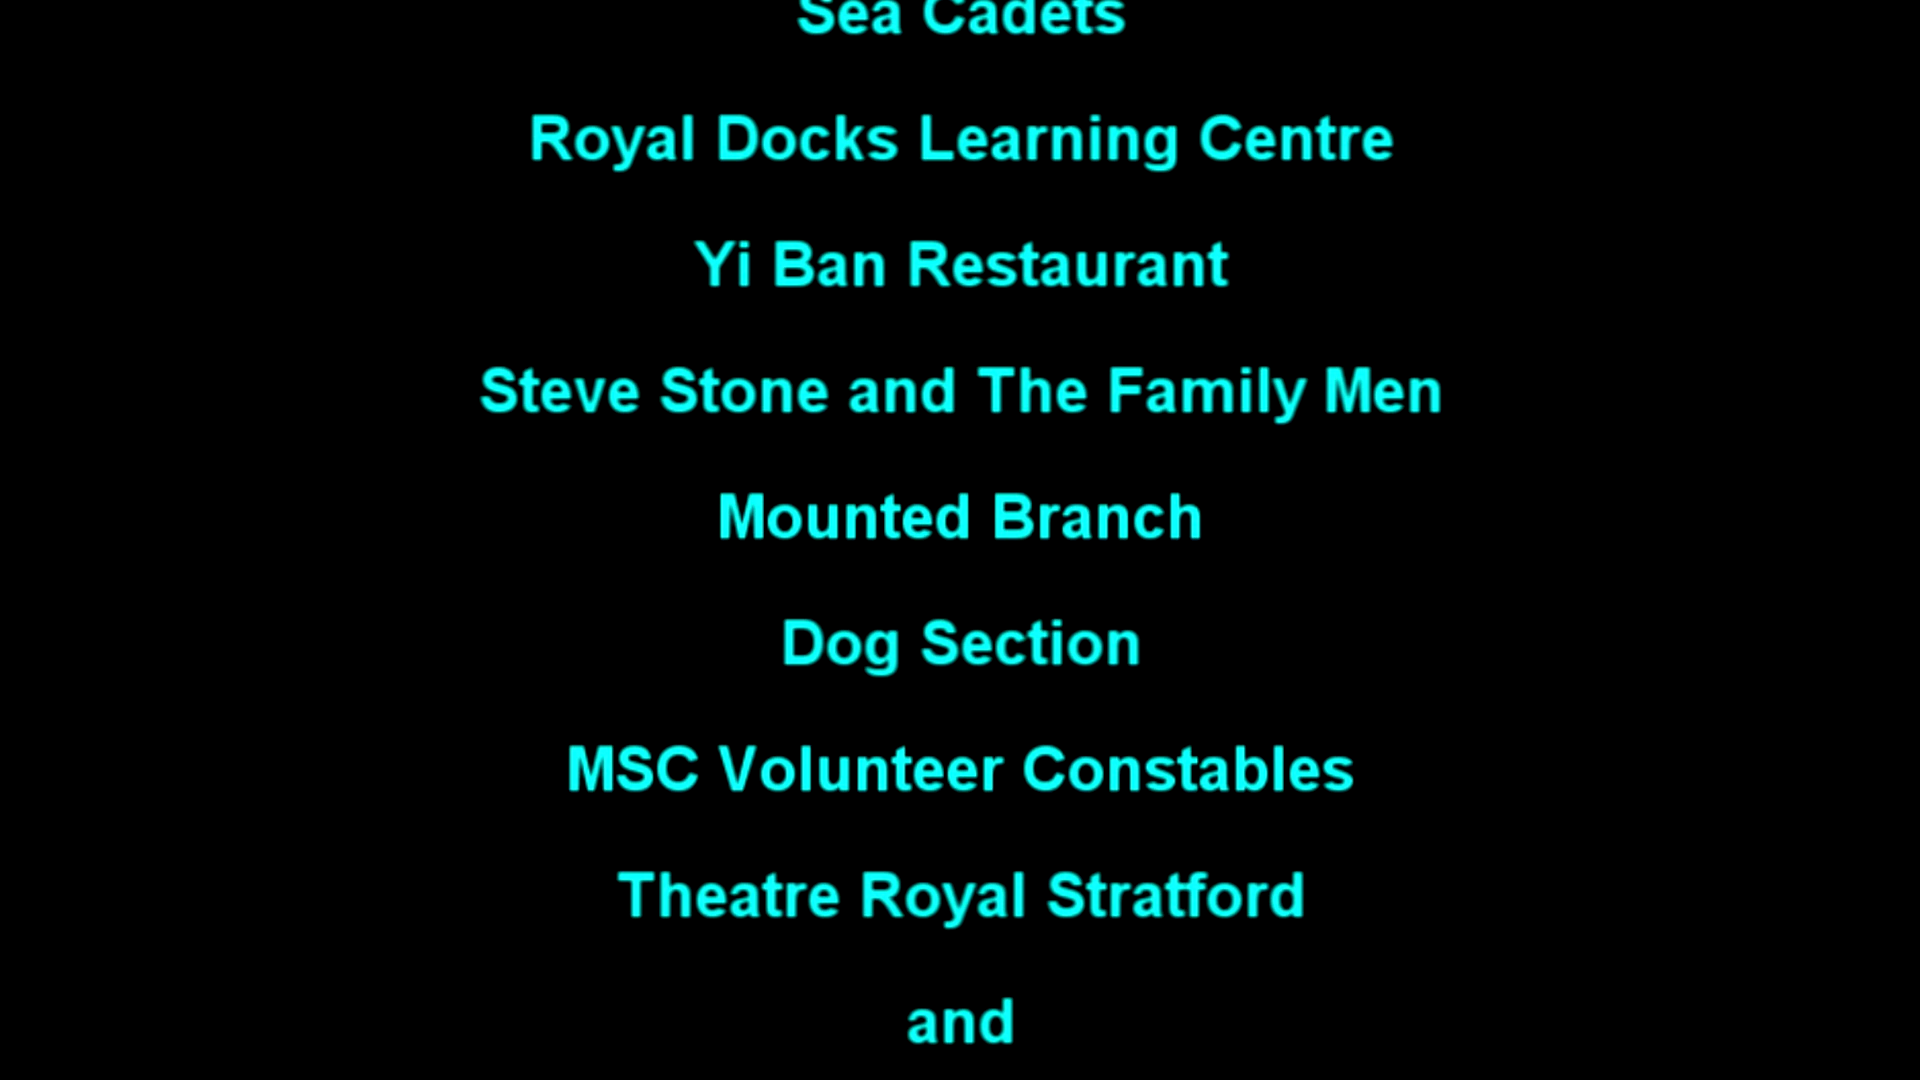 Sea Cadets
Royal Docks Learning Centre
Yi Ban Restaurant
Steve Stone and The Family Men
Mounted Branch
Dog Section
MSC Volunteer Constables
Theatre Royal Stratford
and